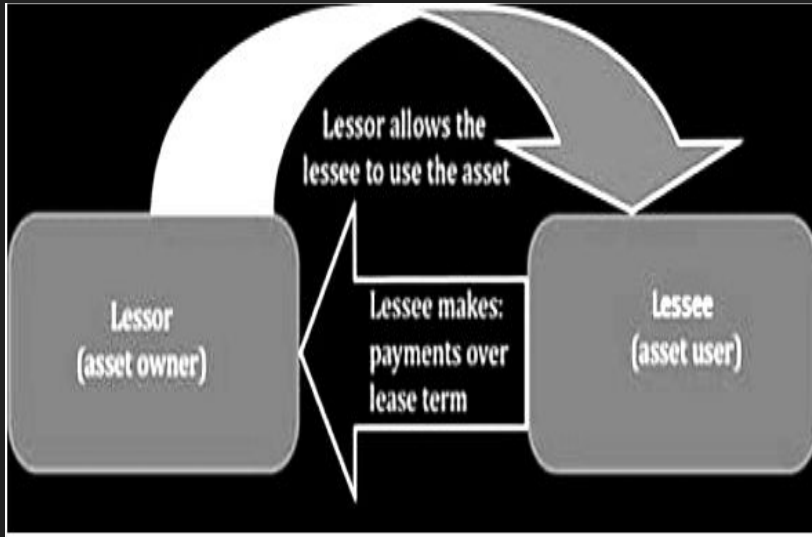 Lessor allows the
lessee to use the asset
Lessor
(asset owner)
Lessee makes:
payments over
lease term
Lessee
(asset user)